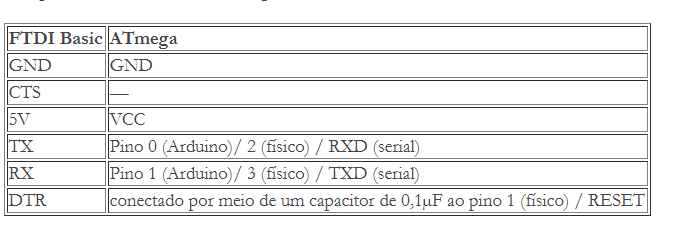 FTDI Basic ATmega
GND GND
CTS —
5V VCC
TX Pino 0 (Arduino)/ 2 (físico) / RXD (serial)
RX Pino 1 (Arduino)/ 3 (físico) / TXD (serial)
DTR conectado por meio de um capacitor de 0,1µF ao pino 1 (físico) / RESET